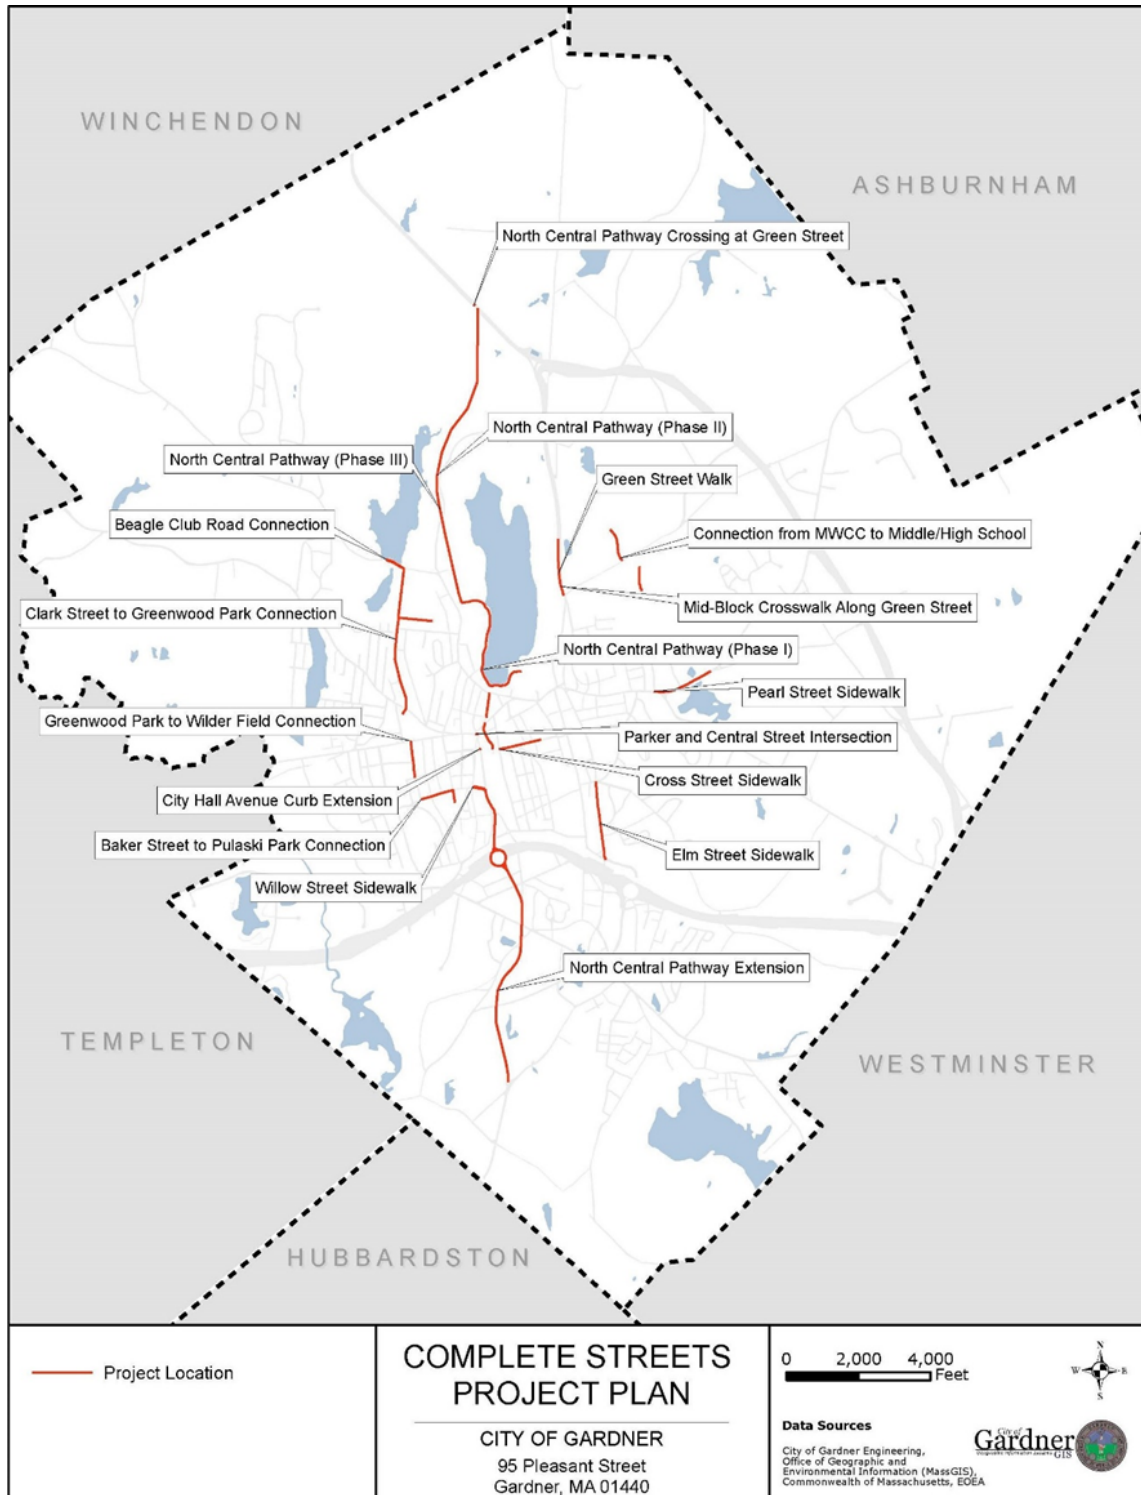 WINCHENDON
ASHBURNHAM
North Central Pathway Crossing at Green Street
North Central Pathway (Phase II)
North Central Pathway (Phase III)
Green Street Walk
Beagle Club Road Connection
Connection from MWCC to Middle/High School
Clark Street to Greenwood Park Connection
Mid-Block Crosswalk Along Green Street
North Central Pathway (Phase I)
Pearl Street Sidewalk
Greenwood Park to Wilder Field Connection
Parker and Central Street Intersection
Cross Street Sidewalk
City Hall Avenue Curb Extension
Baker Street to Pulaski Park Connection
Elm Street Sidewalk
Willow Street Sidewalk
North Central Pathway Extension
TEMPLETON
WESTMINSTER
HUBBARDSTON
Project Location
COMPLETE STREETS
PROJECT PLAN
CITY OF GARDNER
95 Pleasant Street
Gardner, MA 01440
0 2,000 4,000
Feet
N
W E
S
Data Sources
City of Gardner Engineering,
Office of Geographic and
Environmental Information (MassGIS),
Commonwealth of Massachusetts, EOEA
City of
Gardner
GIS